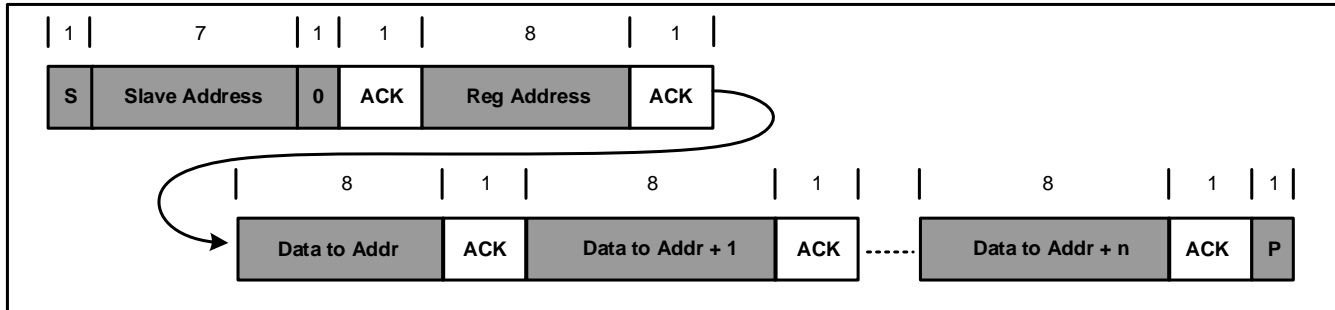 1 7 1 1 8 1
S Slave Address 0 ACK Reg Address ACK
8 1 8 1 8 1 1
Data to Addr ACK Data to Addr + 1 ACK Data to Addr + n ACK P